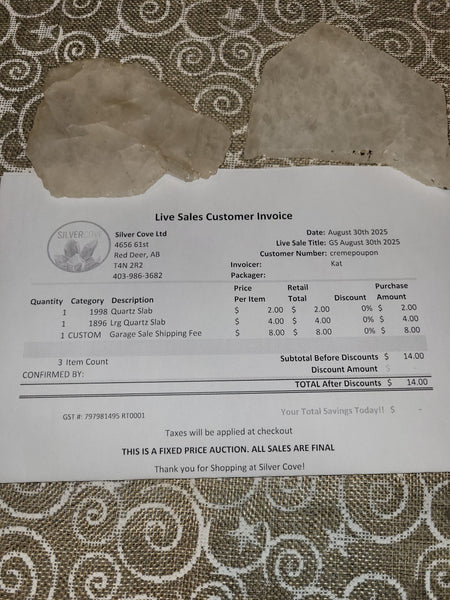 Live Sales Customer Invoice
SILVERCOVE
Silver Cove Ltd
4656 61st
Red Deer, AB
T4N 2R2
403-986-3682
Date: August 30th 2025
Live Sale Title: GS August 30th 2025
Customer Number: cremepoupon
Invoicer: Kat
Packager:
Quantity Category Description Price Per Item Retail Total Discount Purchase Amount
1 1998 Quartz Slab $ 2.00 $ 2.00 0% $ 2.00
1 1896 Lrg Quartz Slab $ 4.00 $ 4.00 0% $ 4.00
1 CUSTOM Garage Sale Shipping Fee $ 8.00 $ 8.00 0% $ 8.00
3 Item Count Subtotal Before Discounts $ 14.00
CONFIRMED BY: Discount Amount $
TOTAL After Discounts $ 14.00
GST #: 797981495 RT0001 Your Total Savings Today!! $ -
Taxes will be applied at checkout
THIS IS A FIXED PRICE AUCTION. ALL SALES ARE FINAL
Thank you for Shopping at Silver Cove!